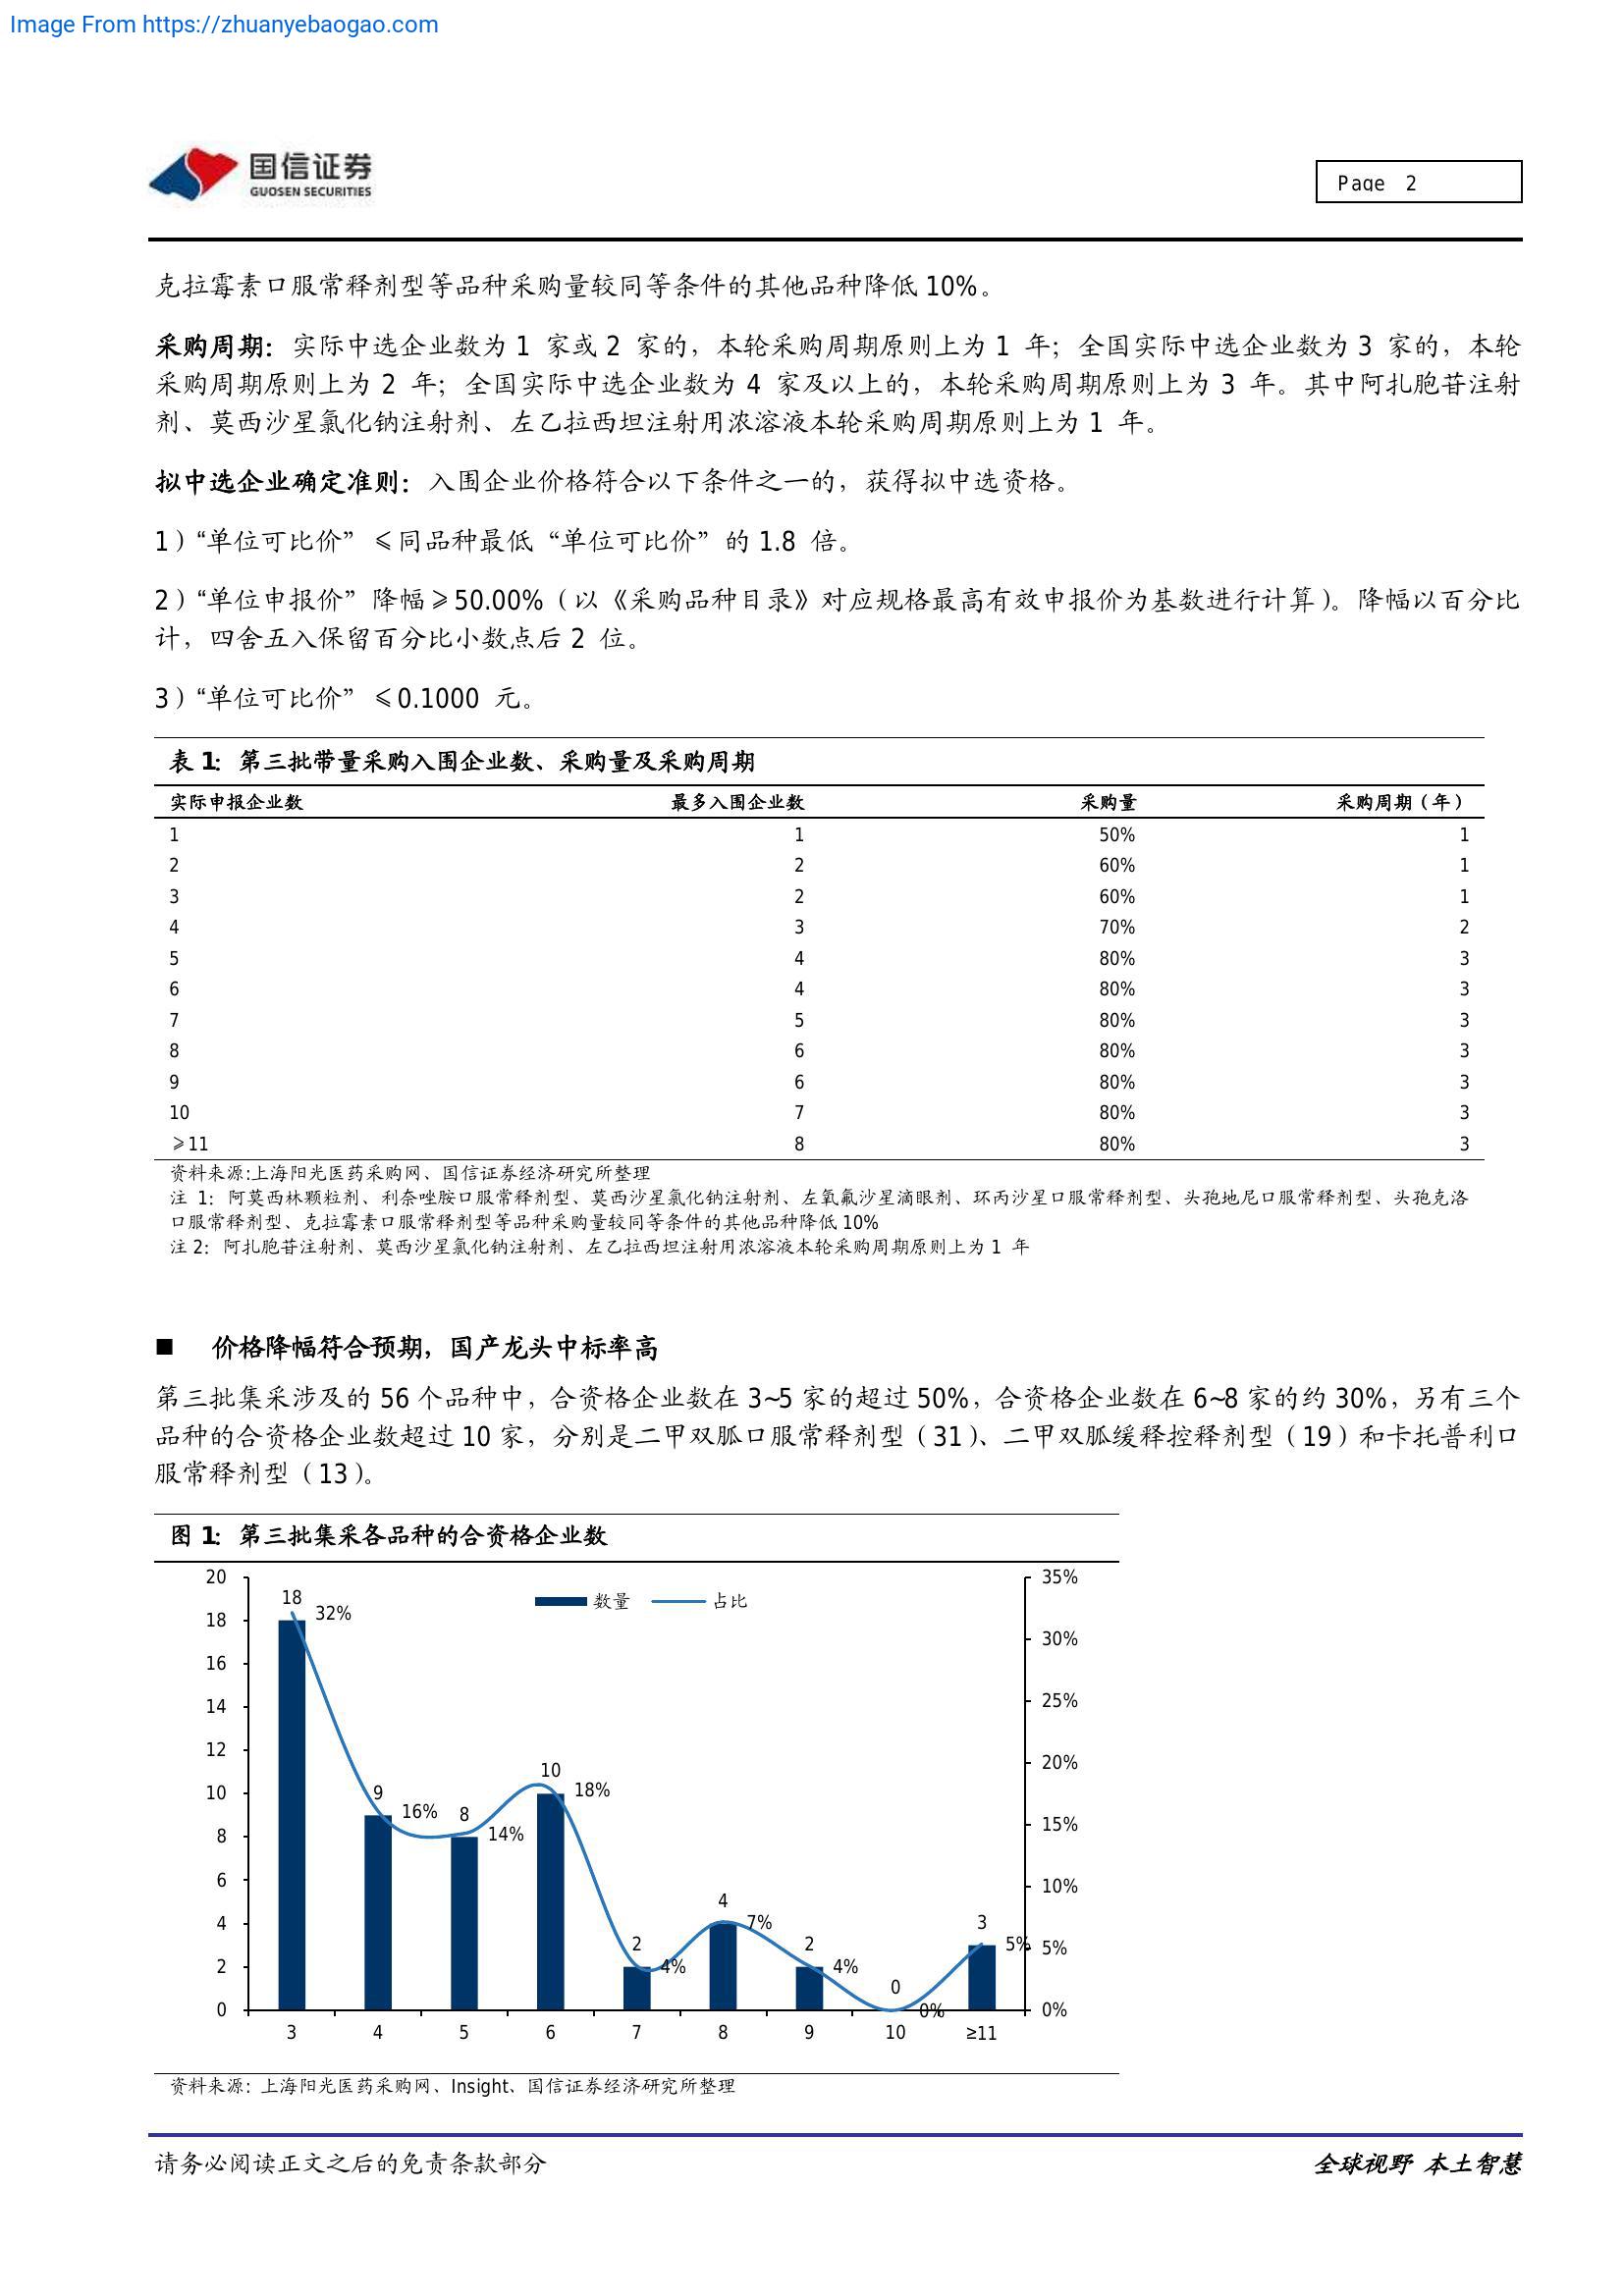 Image From https://zhuanyebaogao.com
国信证券
GUOSEN SECURITIES
Page 2
克拉霉素口服常释剂型等品种采购量较同等条件的其他品种降低 10%。
采购周期：实际中选企业数为 1 家或 2 家的，本轮采购周期原则上为 1 年；全国实际中选企业数为 3 家的，本轮
采购周期原则上为 2 年；全国实际中选企业数为 4 家及以上的，本轮采购周期原则上为 3 年。其中阿扎胞苷注射
剂、莫西沙星氯化钠注射剂、左乙拉西坦注射用浓溶液本轮采购周期原则上为 1 年。
拟中选企业确定准则：入围企业价格符合以下条件之一的，获得拟中选资格。
1）“单位可比价”≤同品种最低“单位可比价”的 1.8 倍。
2）“单位申报价”降幅≥50.00%（以《采购品种目录》对应规格最高有效申报价为基数进行计算）。降幅以百分比
计，四舍五入保留百分比小数点后 2 位。
3）“单位可比价”≤0.1000 元。
表 1：第三批带量采购入围企业数、采购量及采购周期
实际申报企业数 最多入围企业数 采购量 采购周期（年）
1 1 50% 1
2 2 60% 1
3 2 60% 1
4 3 70% 2
5 4 80% 3
6 4 80% 3
7 5 80% 3
8 6 80% 3
9 6 80% 3
10 7 80% 3
≥11 8 80% 3
资料来源:上海阳光医药采购网、国信证券经济研究所整理
注 1：阿莫西林颗粒剂、利奈唑胺口服常释剂型、莫西沙星氯化钠注射剂、左氧氟沙星滴眼剂、环丙沙星口服常释剂型、头孢地尼口服常释剂型、头孢克洛
口服常释剂型、克拉霉素口服常释剂型等品种采购量较同等条件的其他品种降低 10%
注 2：阿扎胞苷注射剂、莫西沙星氯化钠注射剂、左乙拉西坦注射用浓溶液本轮采购周期原则上为 1 年
■ 价格降幅符合预期，国产龙头中标率高
第三批集采涉及的 56 个品种中，合资格企业数在 3~5 家的超过 50%，合资格企业数在 6~8 家的约 30%，另有三个
品种的合资格企业数超过 10 家，分别是二甲双胍口服常释剂型（31）、二甲双胍缓释控释剂型（19）和卡托普利口
服常释剂型（13）。
图 1：第三批集采各品种的合资格企业数
数量 占比
20 18 16 14 12 10 8 6 4 2 0
18 9 8 10 2 4 2 0 3
32% 16% 14% 18% 4% 7% 4% 0% 5%
35% 30% 25% 20% 15% 10% 5% 0%
3 4 5 6 7 8 9 10 ≥11
资料来源：上海阳光医药采购网、Insight、国信证券经济研究所整理
请务必阅读正文之后的免责条款部分
全球视野 本土智慧